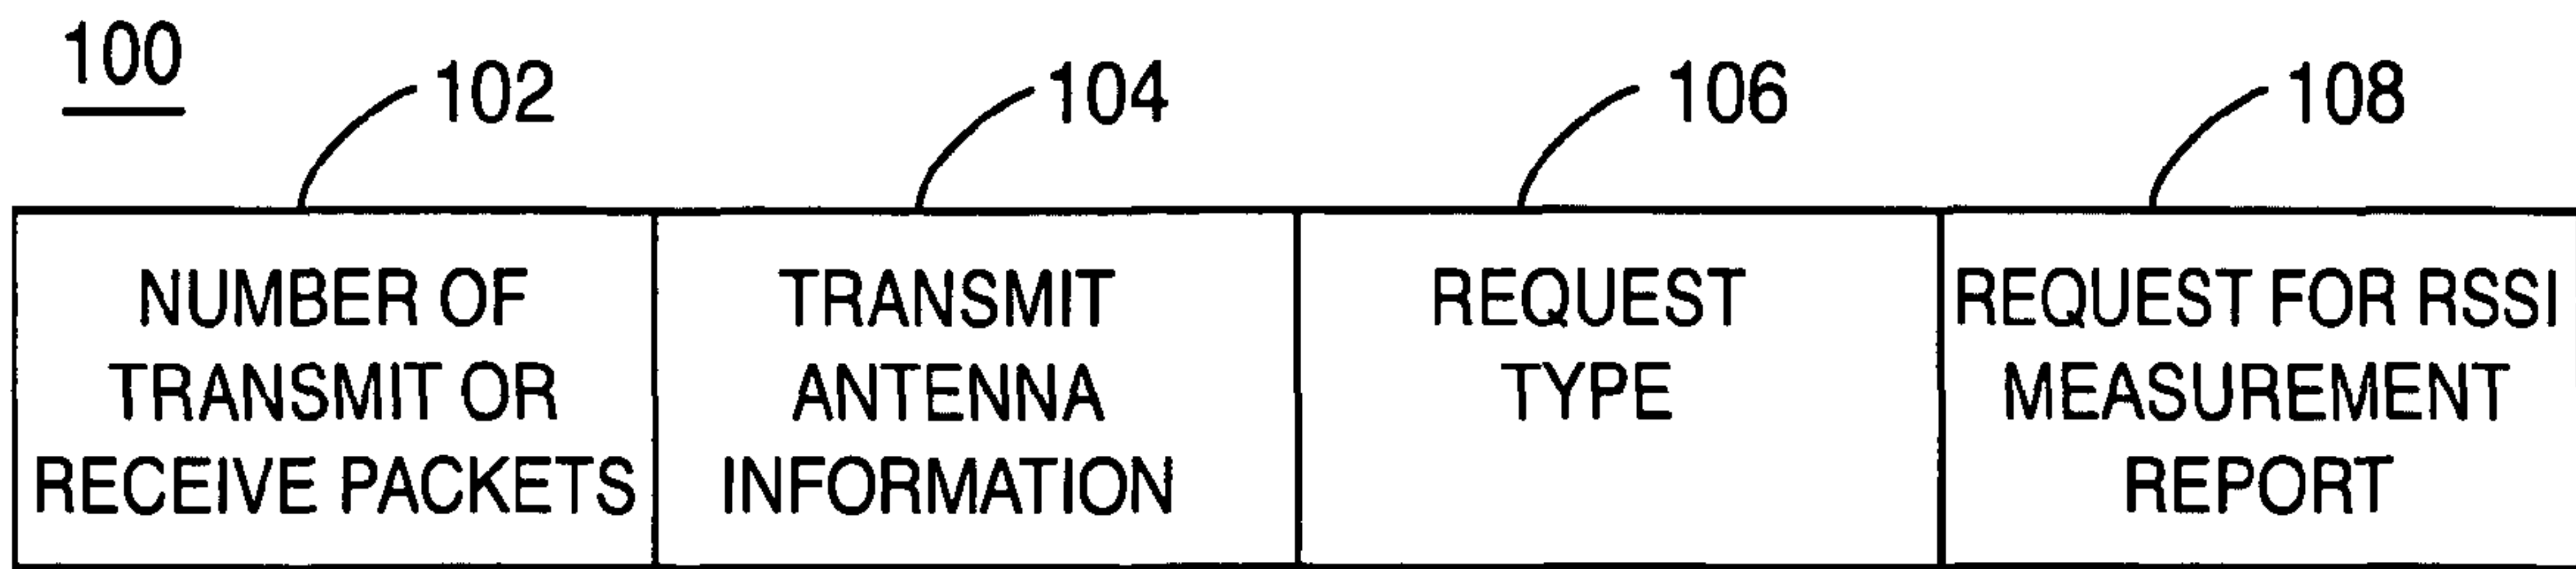 100
102
104
106
108
NUMBER OF
TRANSMIT OR
RECEIVE PACKETS
TRANSMIT
ANTENNA
INFORMATION
REQUEST
TYPE
REQUEST FOR RSSI
MEASUREMENT
REPORT